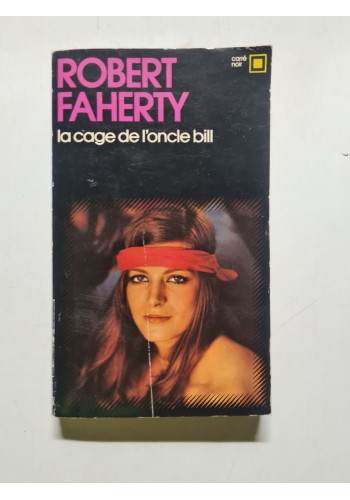 ROBERT
FAHERTY
carré
noir
la cage de l'oncle bill